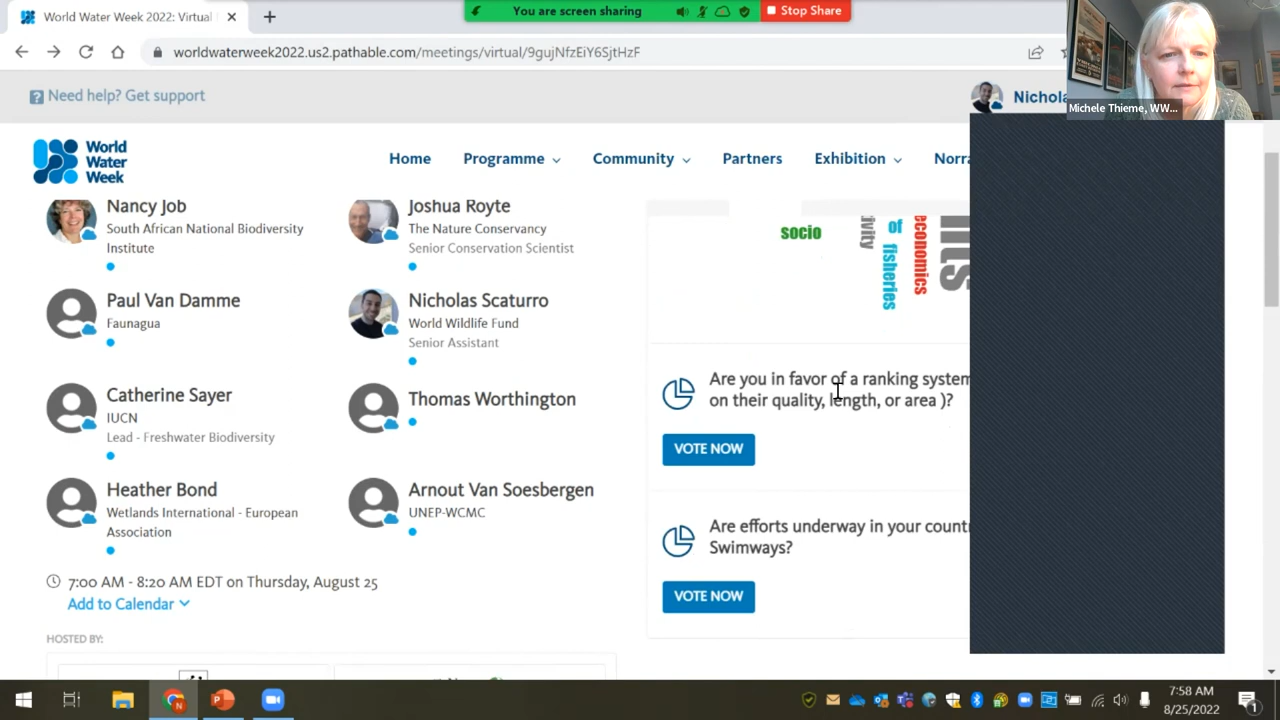 World Water Week 2022: Virtual
You are screen sharing
Stop Share
worldwaterweek2022.us2.pathable.com/meetings/virtual/9gujNfzEiY6SjtHzF
Need help? Get support
Nichola
Michele Thieme, WW...
World
Water
Week
Home
Programme
Community
Partners
Exhibition
Norra
Nancy Job
South African National Biodiversity
Institute
Joshua Royte
The Nature Conservancy
Senior Conservation Scientist
Paul Van Damme
Faunagua
Nicholas Scaturro
World Wildlife Fund
Senior Assistant
Catherine Sayer
IUCN
Lead - Freshwater Biodiversity
Thomas Worthington
Heather Bond
Wetlands International - European
Association
Arnout Van Soesbergen
UNEP-WCMC
7:00 AM - 8:20 AM EDT on Thursday, August 25
Add to Calendar
HOSTED BY:
socio
of
fisheries
economics
Are you in favor of a ranking system
on their quality, length, or area )?
VOTE NOW
Are efforts underway in your countr
Swimways?
VOTE NOW
7:58 AM
8/25/2022
1